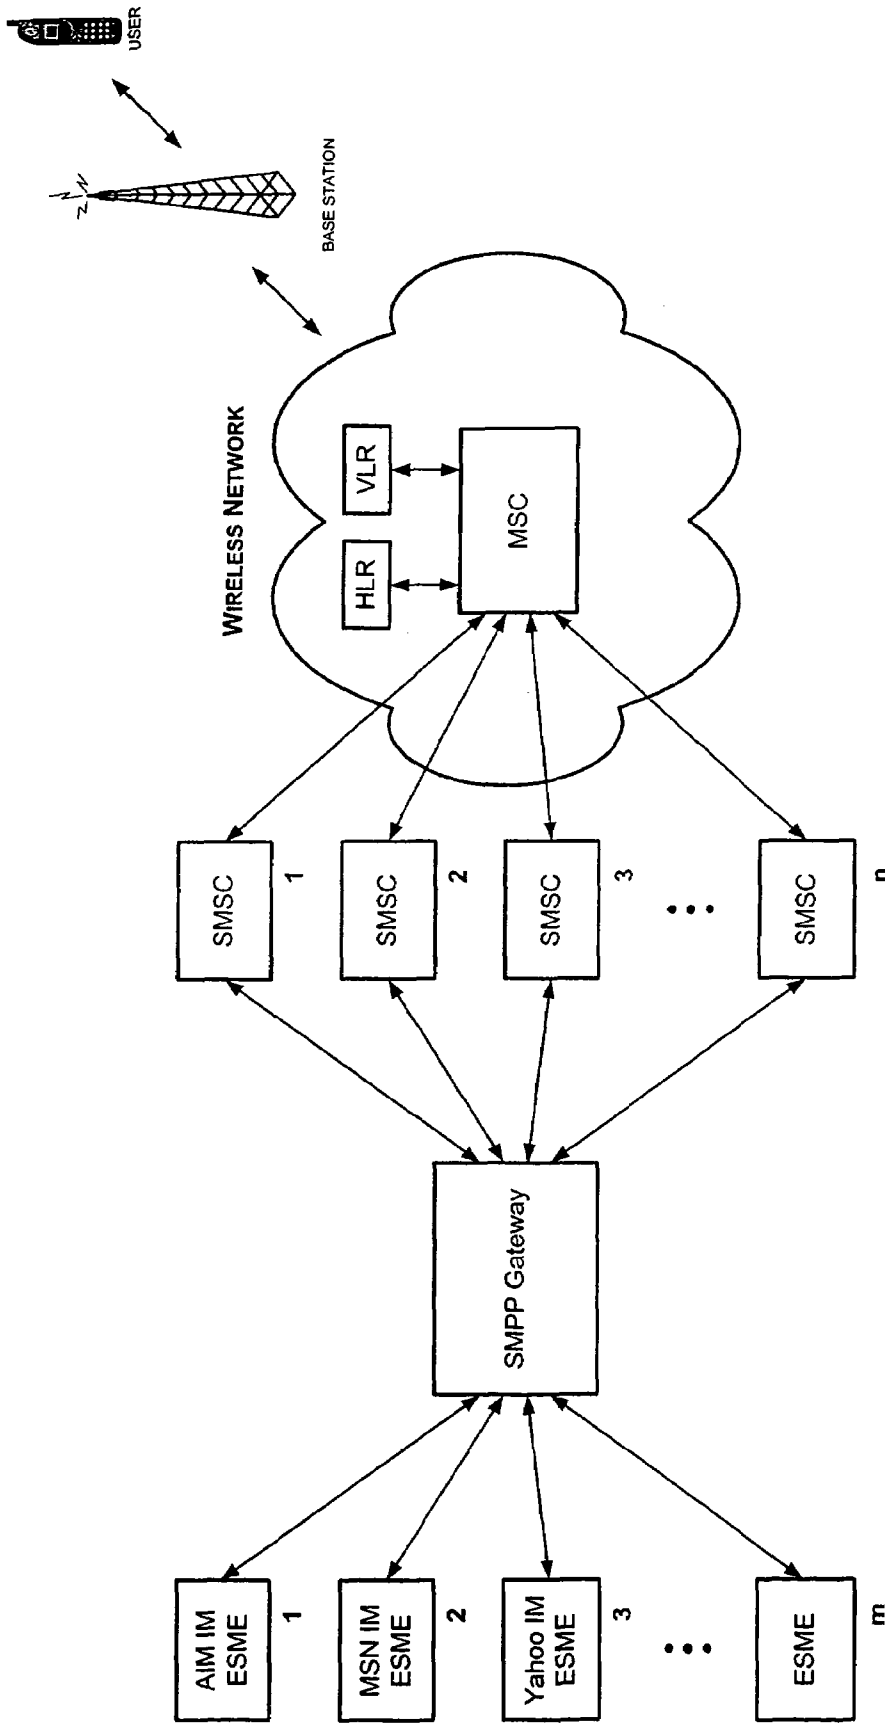 USER
BASE STATION
WIRELESS NETWORK
HLR
VLR
MSC
SMSC
1
SMSC
2
SMSC
3
SMSC
n
SMPP Gateway
AIM IM
ESME
1
MSN IM
ESME
2
Yahoo IM
ESME
3
ESME
m